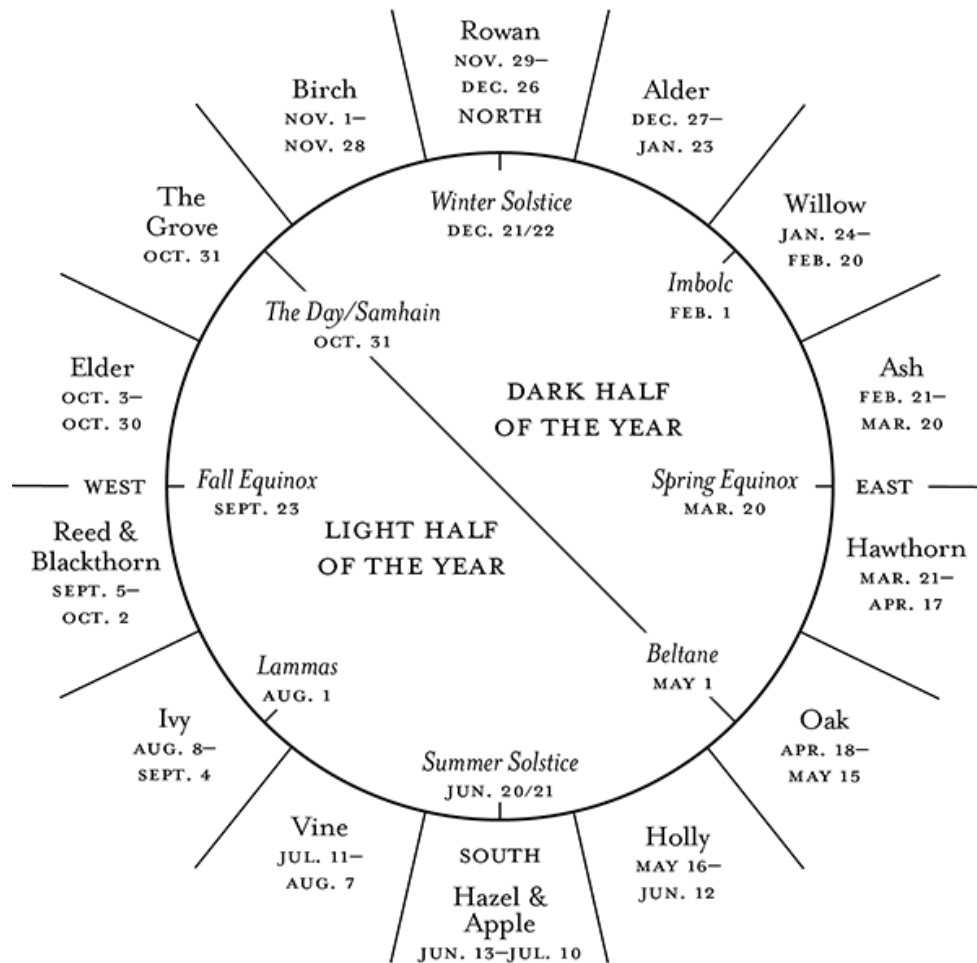 Rowan
NOV. 29–
DEC. 26
NORTH
Alder
DEC. 27–
JAN. 23
Willow
JAN. 24–
FEB. 20
Ash
FEB. 21–
MAR. 20
EAST
Hawthorn
MAR. 21–
APR. 17
Oak
APR. 18–
MAY 15
Holly
MAY 16–
JUN. 12
SOUTH
Hazel &
Apple
JUN. 13–JUL. 10
Vine
JUL. 11–
AUG. 7
Ivy
AUG. 8–
SEPT. 4
Reed &
Blackthorn
SEPT. 5–
OCT. 2
WEST
Elder
OCT. 3–
OCT. 30
The
Grove
OCT. 31
Birch
NOV. 1–
NOV. 28
Winter Solstice
DEC. 21/22
Imbolc
FEB. 1
The Day/Samhain
OCT. 31
DARK HALF
OF THE YEAR
Fall Equinox
SEPT. 23
Spring Equinox
MAR. 20
LIGHT HALF
OF THE YEAR
Lammas
AUG. 1
Beltane
MAY 1
Summer Solstice
JUN. 20/21